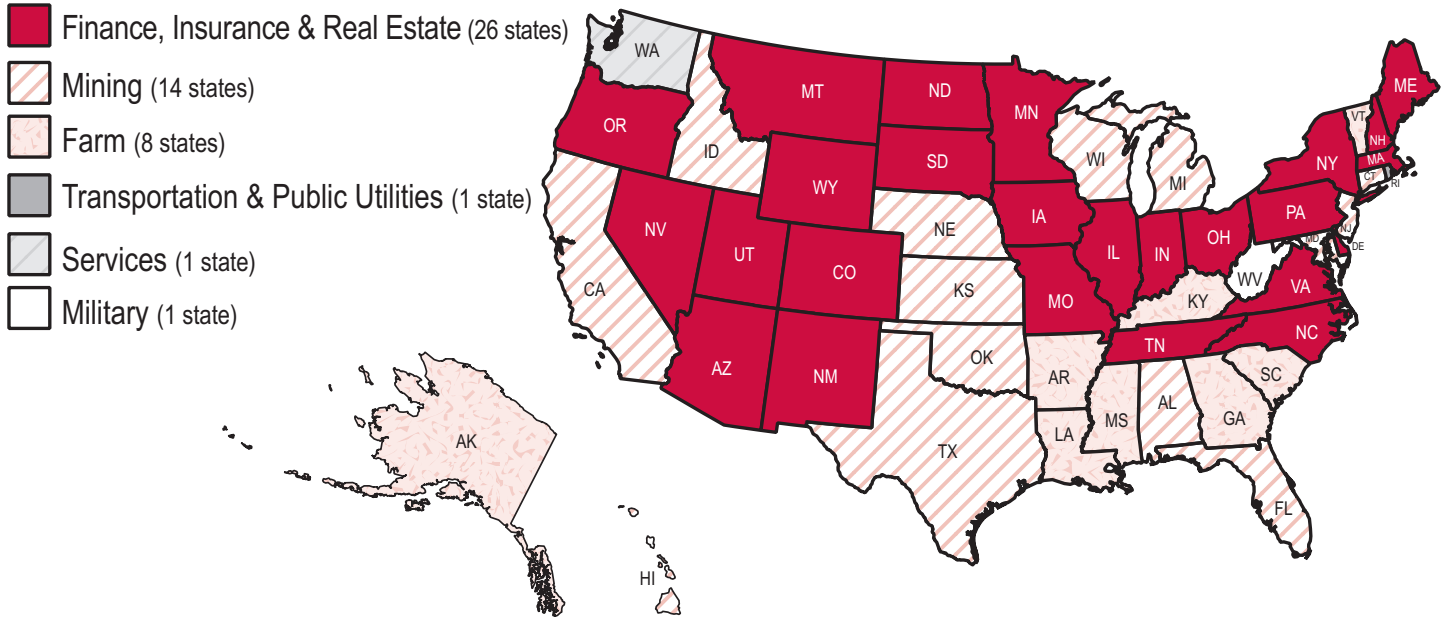 Finance, Insurance & Real Estate (26 states)
Mining (14 states)
Farm (8 states)
Transportation & Public Utilities (1 state)
Services (1 state)
Military (1 state)
WA
MT
ND
MN
ME
OR
ID
SD
WI
MI
VT
NH
NY
MA
CT
RI
WY
IA
NE
PA
NJ
NV
UT
CO
IL
IN
OH
MD
DE
CA
KS
MO
KY
WV
VA
AZ
NM
OK
TN
NC
AR
SC
MS
AL
GA
LA
TX
FL
AK
HI